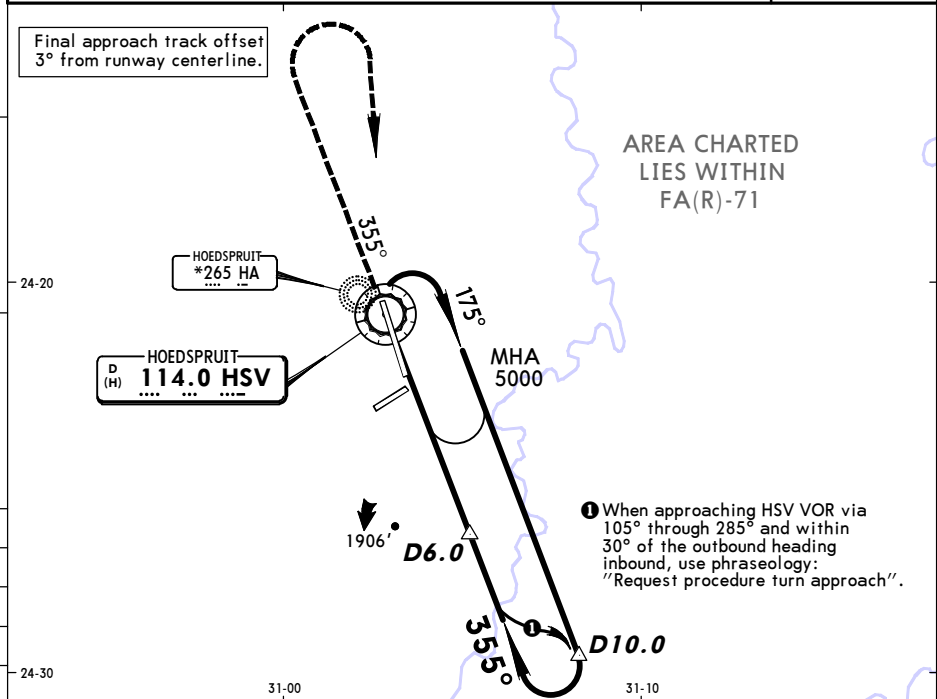 Final approach track offset
3° from runway centerline.
AREA CHARTED
LIES WITHIN
FA(R)-71
355°
HOEDSPRUIT
*265 HA
24-20
175°
HOEDSPRUIT
D
(H)
114.0 HSV
MHA
5000
1 When approaching HSV VOR via
105° through 285° and within
30° of the outbound heading
inbound, use phraseology:
"Request procedure turn approach".
1906'
D6.0
1
355°
D10.0
24-30
31-00
31-10